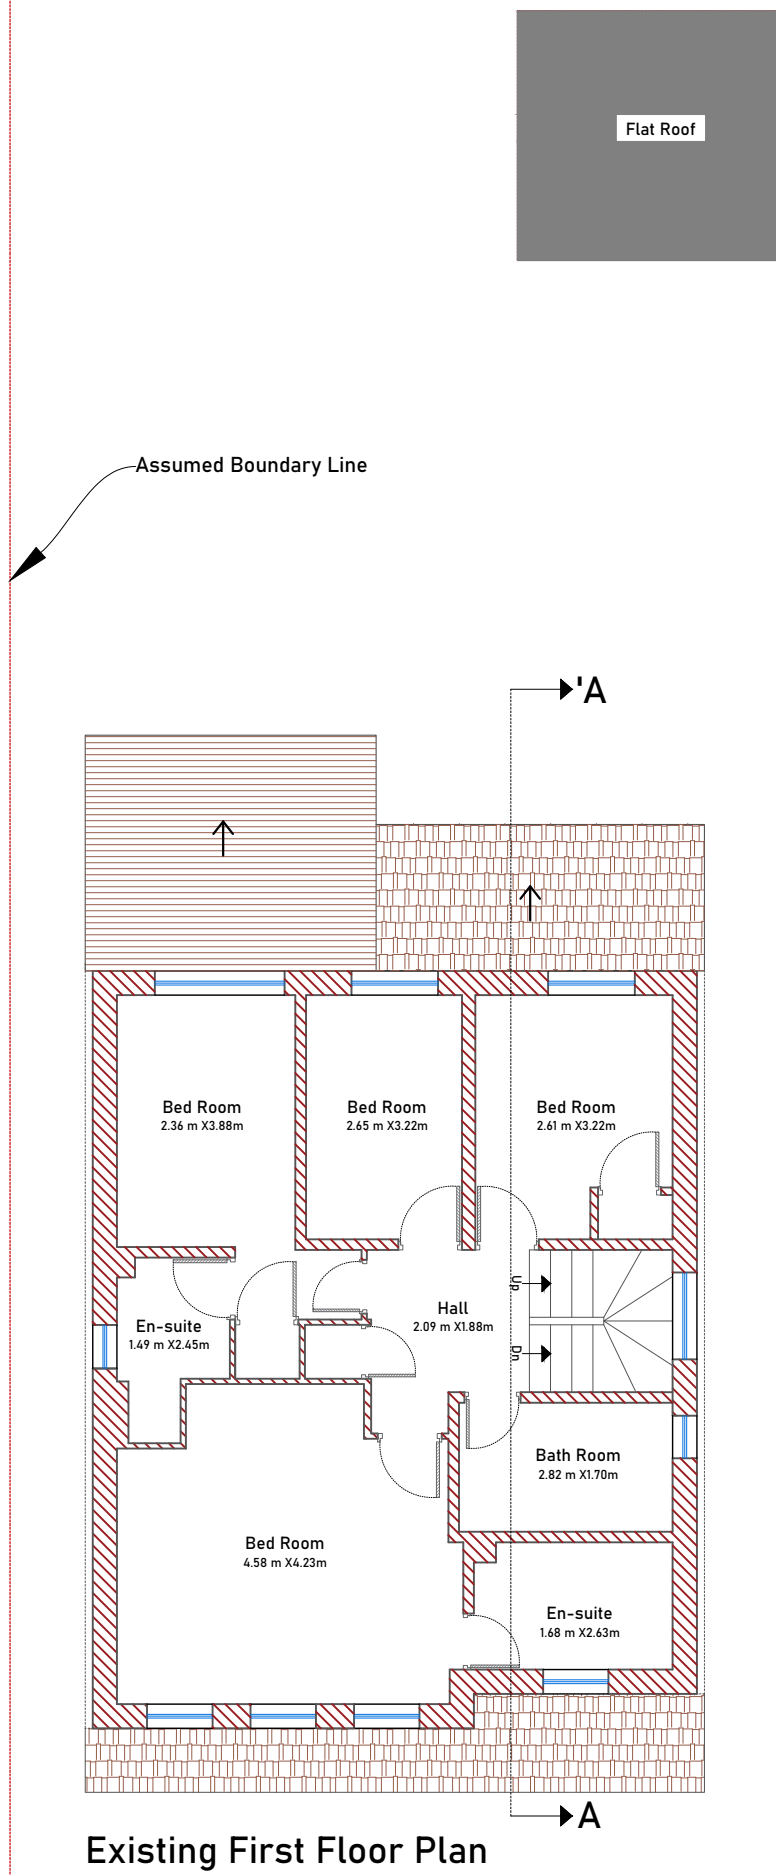 Flat Roof
Assumed Boundary Line
'A
Bed Room
2.36 m X3.88m
Bed Room
2.65 m X3.22m
Bed Room
2.61 m X3.22m
Up
Hall
2.09 m X1.88m
En-suite
1.49 m X2.45m
Dn
Bath Room
2.82 m X1.70m
Bed Room
4.58 m X4.23m
En-suite
1.68 m X2.63m
A
Existing First Floor Plan